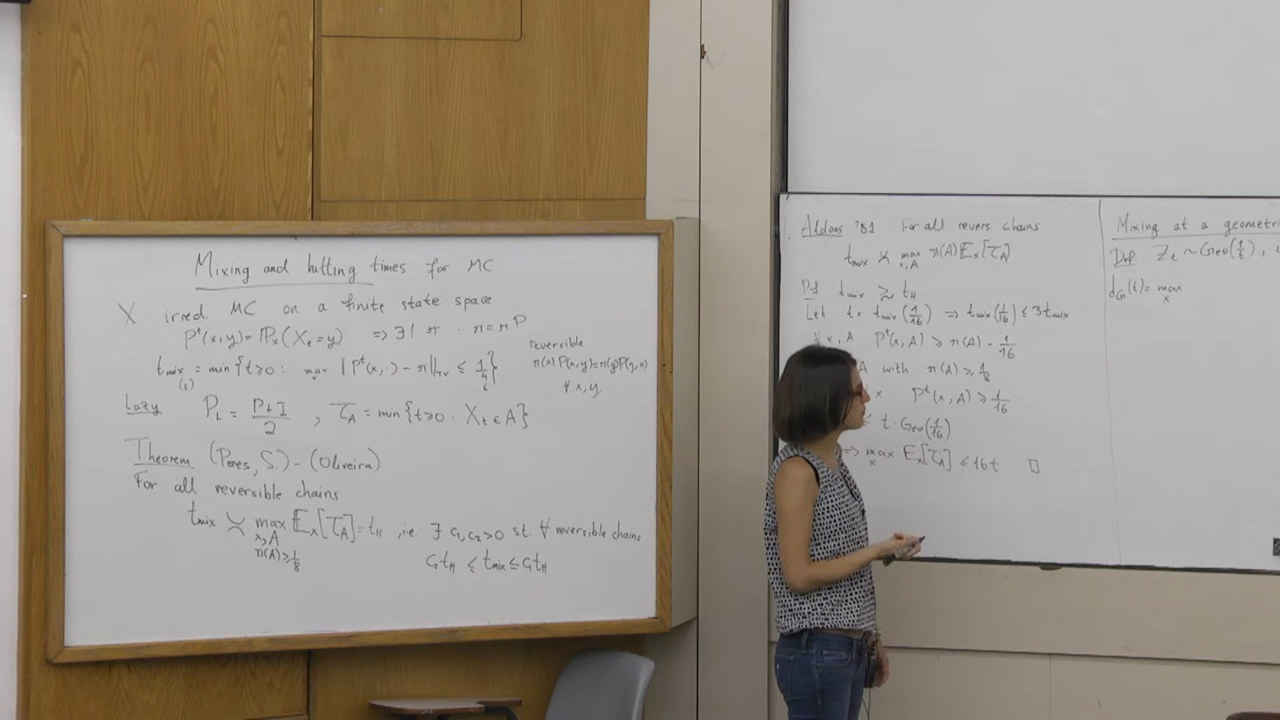 Mixing and hitting times for MC
X irred. MC on a finite state space
P^t(x,y) = ℙ_x(X_t = y) ⇒ ∃! π : π = πP
reversible
π(x)P(x,y) = π(y)P(y,x)
∀ x,y
t_mix = min{t ≥ 0 : max_x ‖P^t(x,·) - π‖_TV ≤ 1/4}
(ε)
Lazy P_L = (P+I)/2 , τ_A = min{t ≥ 0 : X_t ∈ A}
Theorem (Peres, S.) - (Oliveira)
For all reversible chains
t_mix ≍ max_{x,A π(A) ≥ 1/8} 𝔼_x[τ_A] = t_H , i.e. ∃ c_1, c_2 > 0 st. ∀ reversible chains
c_2 t_H ≤ t_mix ≤ c_1 t_H
Aldous '81 For all revers chains
t_mix ≍ max_{x,A} π(A) 𝔼_x[τ_A]
Pf t_mix ≳ t_H
Let t = t_mix(1/16) ⇒ t_mix(1/16) ≤ 3 t_mix
x, A P^t(x,A) ≥ π(A) - 1/16
A with π(A) ≥ 1/8
x P^t(x,A) ≥ 1/16
≤ t · Geo(1/16)
⇒ max_x 𝔼_x[τ_A] ≤ 16t □
Mixing at a geometri
Def. Z_t ~ Geo(1/t) ,
d_G(t) = max_x